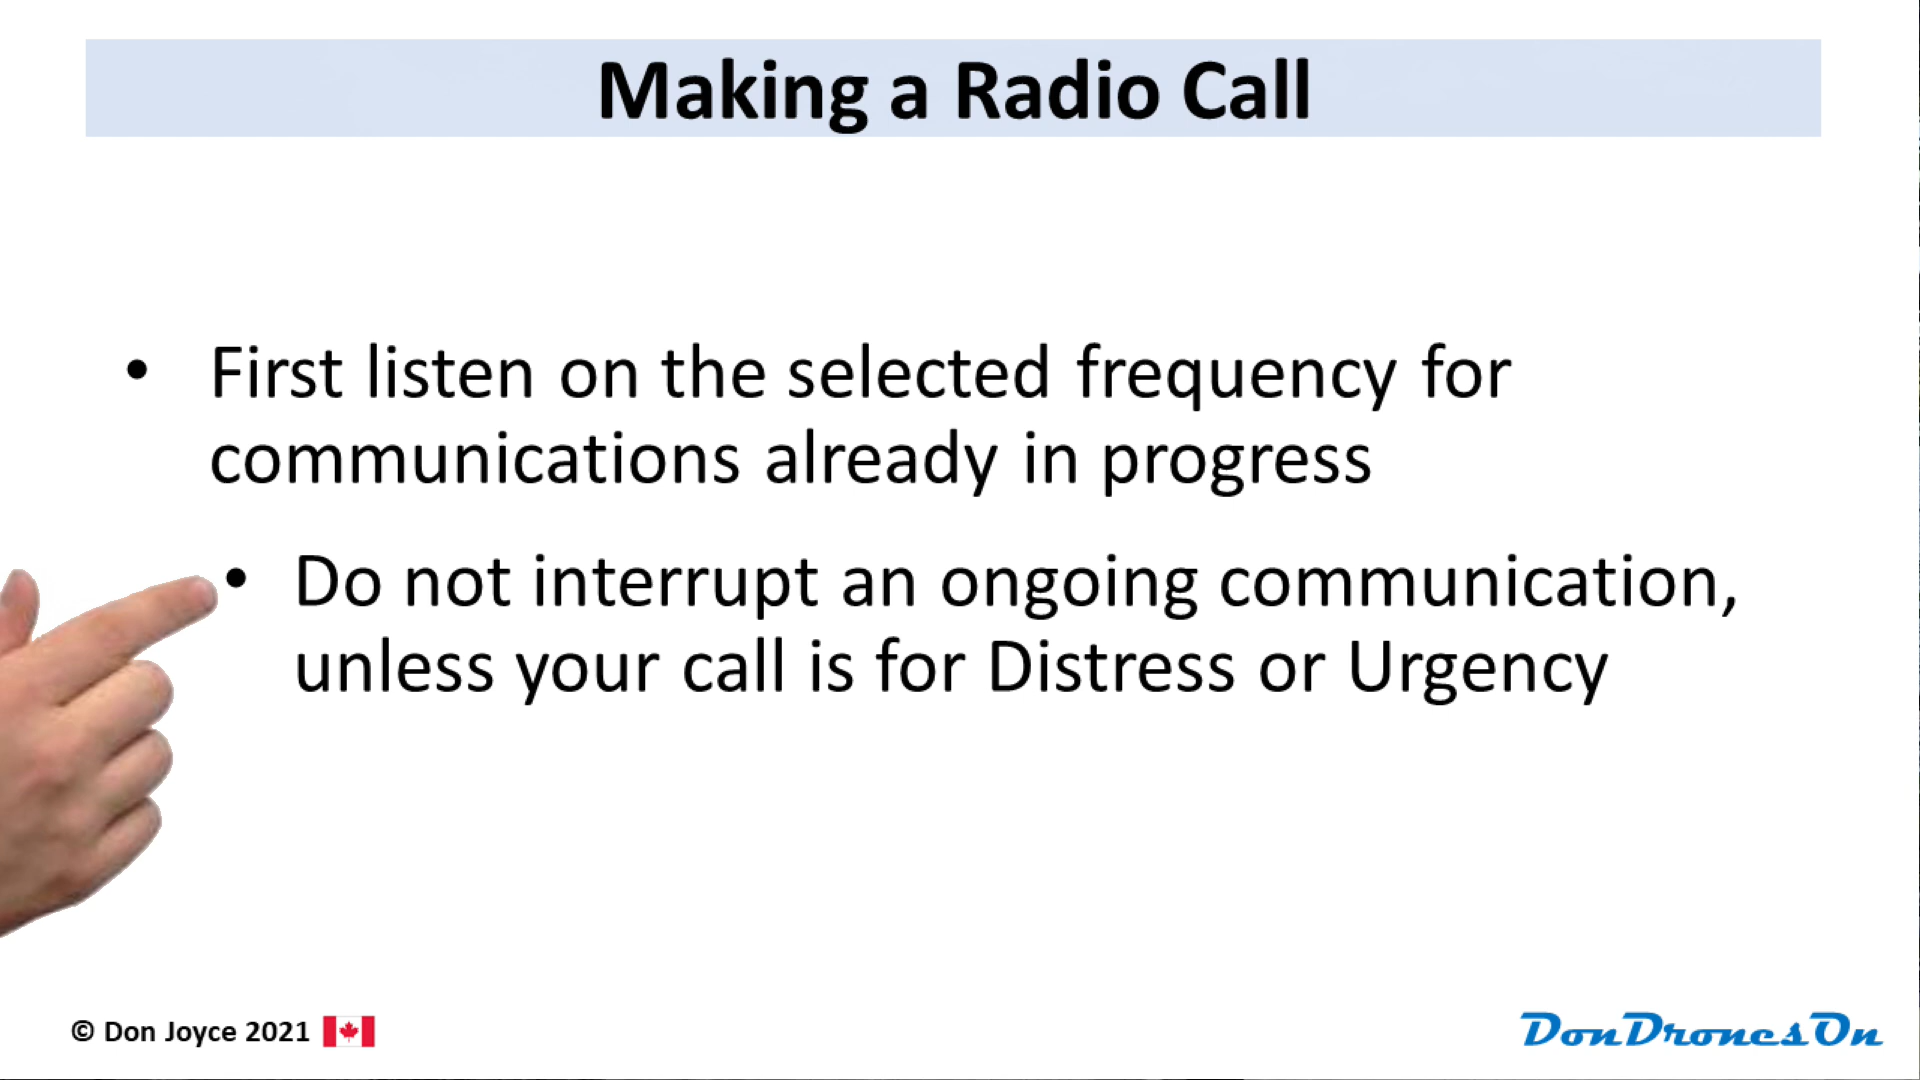 Making a Radio Call
• First listen on the selected frequency for
communications already in progress
• Do not interrupt an ongoing communication,
unless your call is for Distress or Urgency
© Don Joyce 2021
DonDronesOn